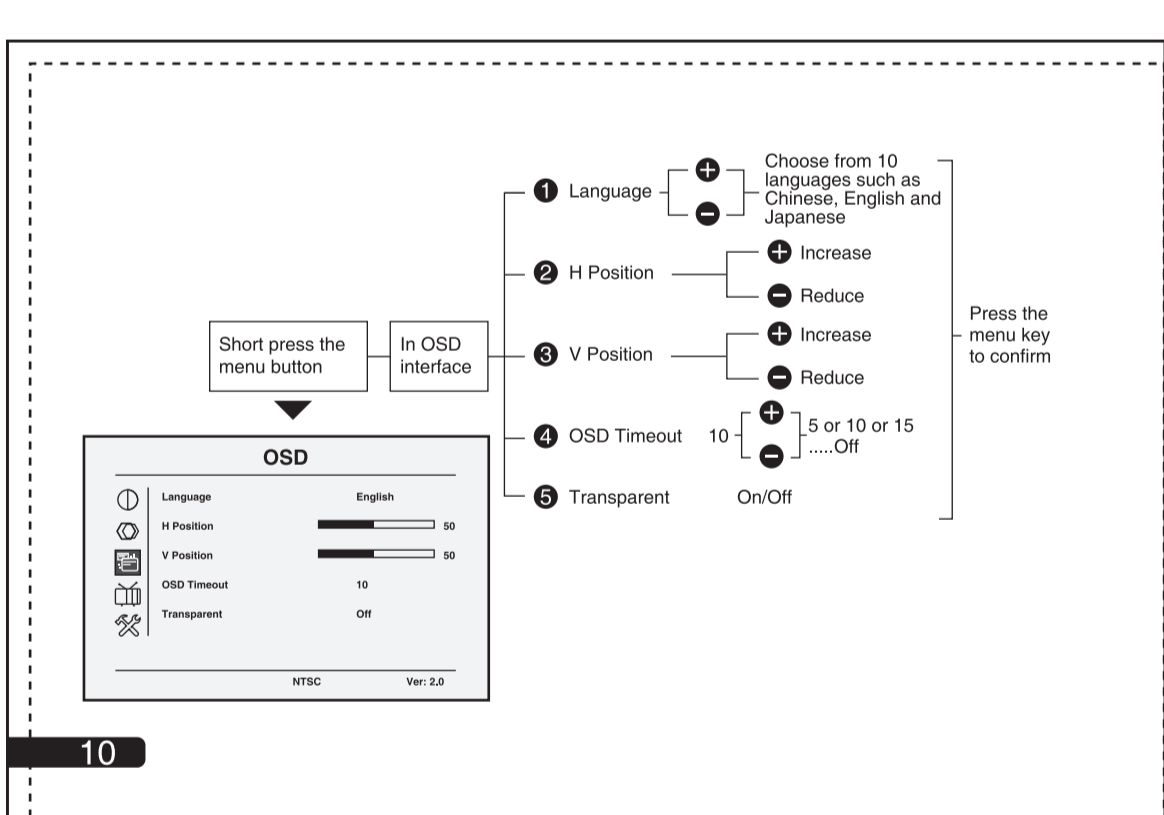 Short press the
menu button
In OSD
interface
1 Language
+
−
Choose from 10
languages such as
Chinese, English and
Japanese
2 H Position
+ Increase
− Reduce
3 V Position
+ Increase
− Reduce
4 OSD Timeout 10
+
−
5 or 10 or 15
.....Off
5 Transparent On/Off
Press the
menu key
to confirm
OSD
Language English
H Position 50
V Position 50
OSD Timeout 10
Transparent Off
NTSC Ver: 2.0
10